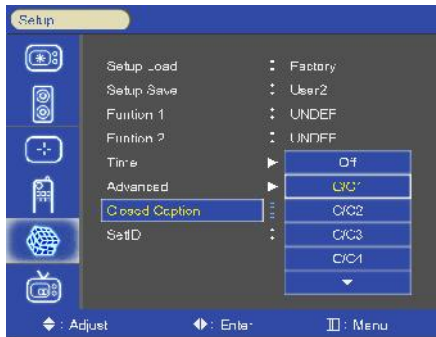 Setup
Setup Load : Factory
Setup Save : User2
Funtion 1 : UNDEF
Funtion 2 : UNDEF
Time Off
Advanced C/C1
Closed Caption C/C2
SetID : C/C3
C/C4
: Adjust : Enter : Menu